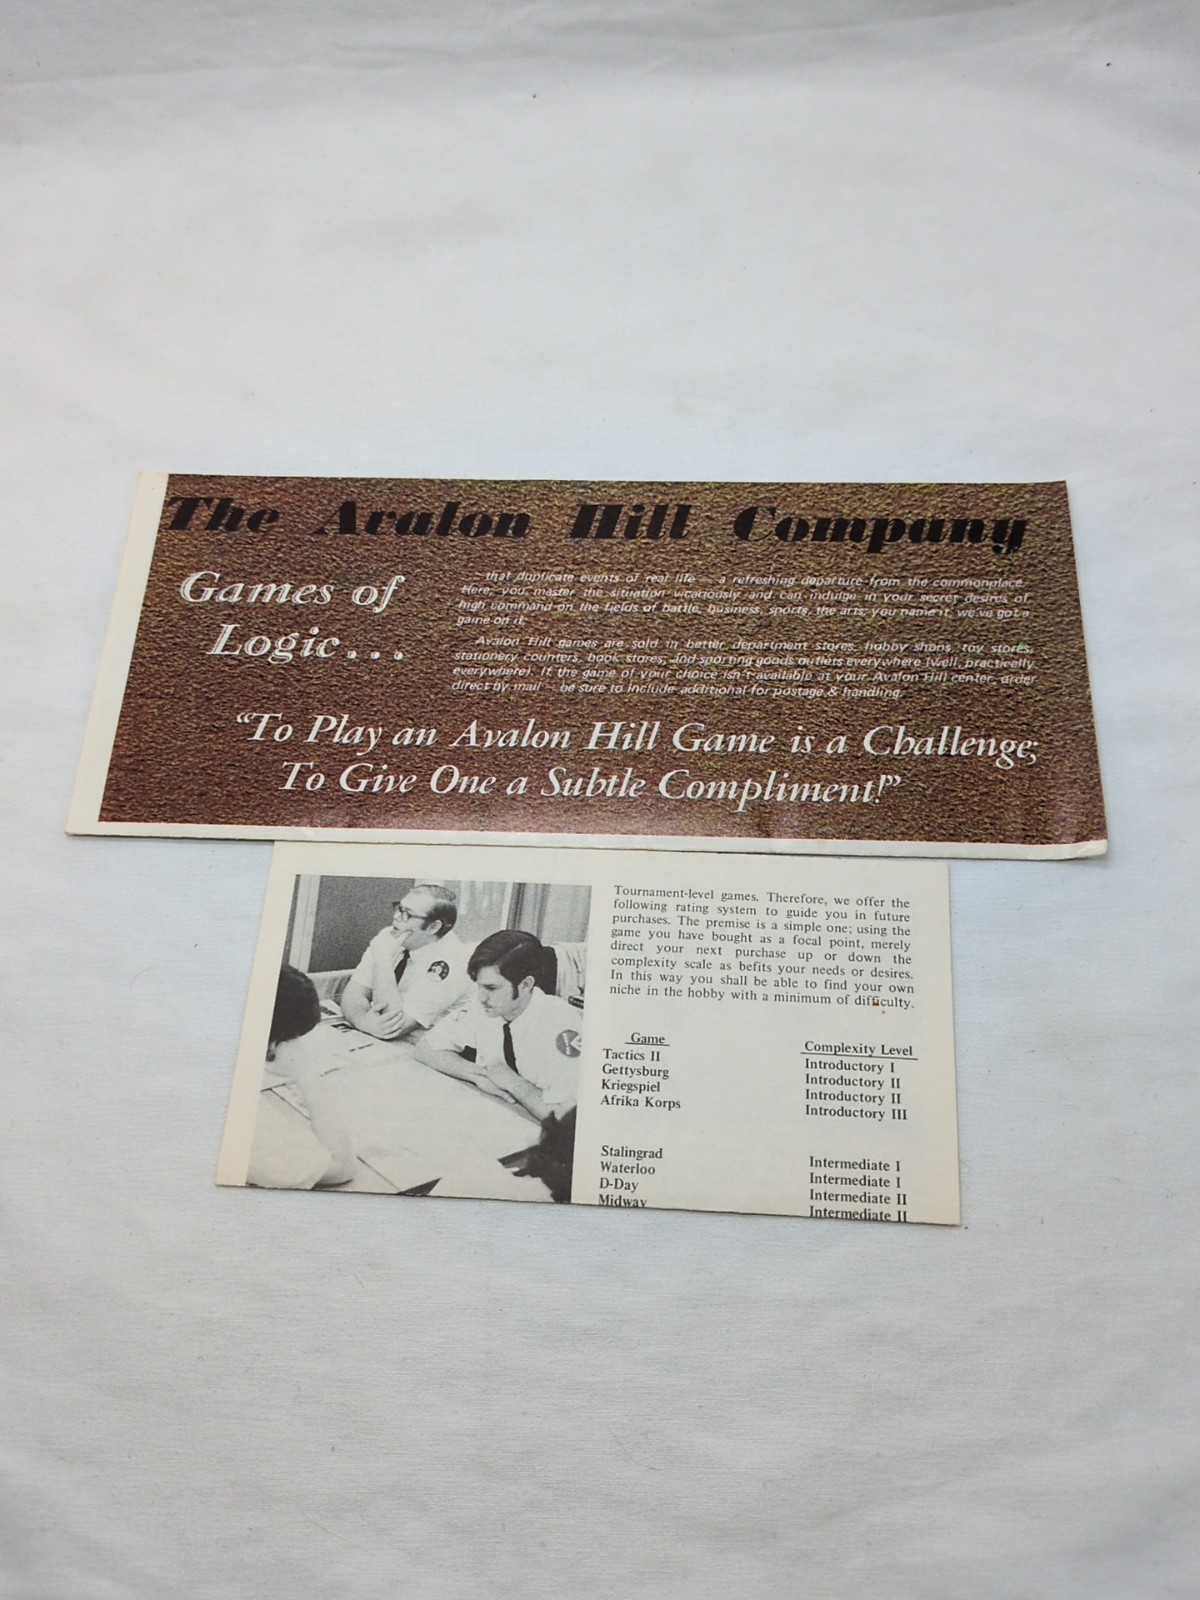 The Avalon Hill Company
Games of
Logic...
that duplicate events of real life — a refreshing departure from the commonplace.
Here, you master the situation vicariously and can indulge in your secret desires of
high command on the fields of battle, business, sports, the arts; you name it, we've got a
game on it.
Avalon Hill games are sold in better department stores, hobby shops, toy stores,
stationery counters, book stores, and sporting goods outlets everywhere (well, practically
everywhere). If the game of your choice isn't available at your Avalon Hill center, order
direct by mail — be sure to include additional for postage & handling.
"To Play an Avalon Hill Game is a Challenge;
To Give One a Subtle Compliment!"
Tournament-level games. Therefore, we offer the
following rating system to guide you in future
purchases. The premise is a simple one; using the
game you have bought as a focal point, merely
direct your next purchase up or down the
complexity scale as befits your needs or desires.
In this way you shall be able to find your own
niche in the hobby with a minimum of difficulty.
Game Complexity Level
Tactics II Introductory I
Gettysburg Introductory II
Kriegspiel Introductory II
Afrika Korps Introductory III
Stalingrad Intermediate I
Waterloo Intermediate I
D-Day Intermediate II
Midway Intermediate II